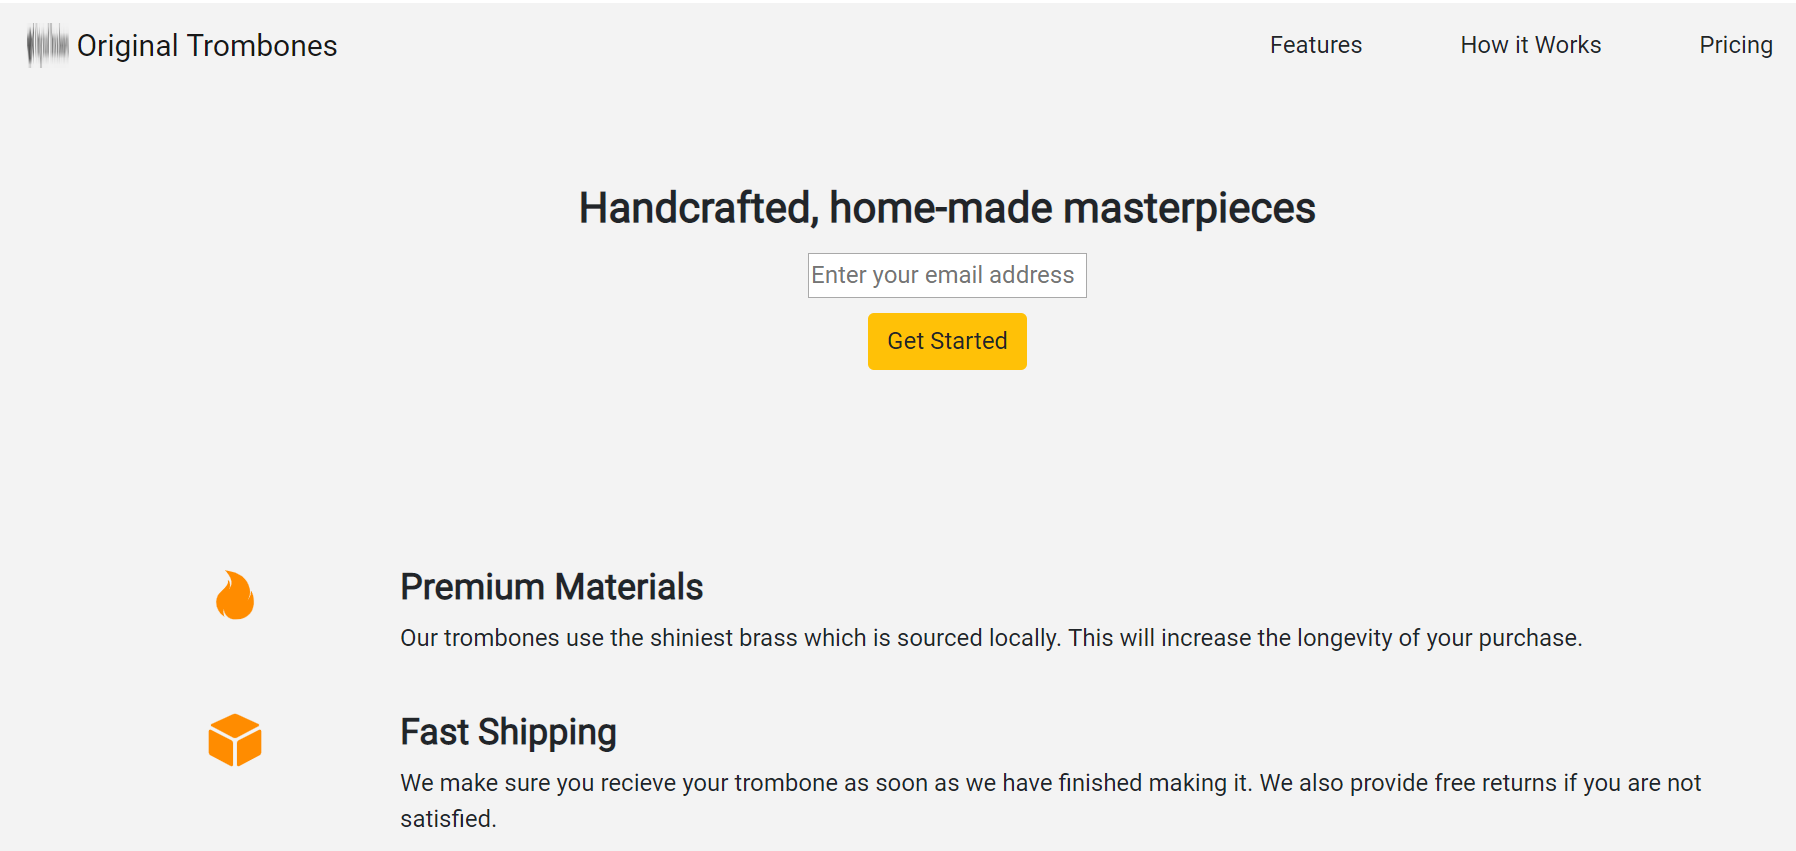 Original Trombones
Features
How it Works
Pricing
Handcrafted, home-made masterpieces
Enter your email address
Get Started
Premium Materials
Our trombones use the shiniest brass which is sourced locally. This will increase the longevity of your purchase.
Fast Shipping
We make sure you recieve your trombone as soon as we have finished making it. We also provide free returns if you are not
satisfied.